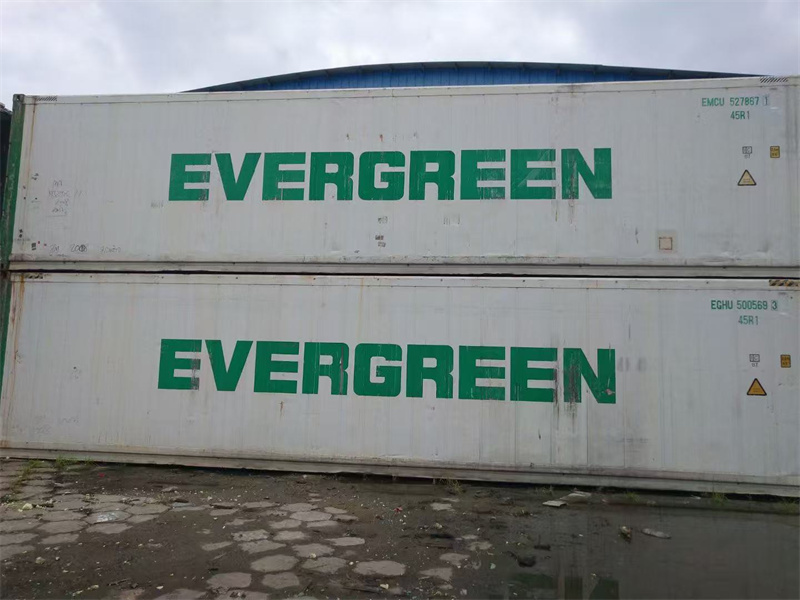 EMCU 527867 1
45R1
EVERGREEN
EGHU 500569 3
45R1
EVERGREEN